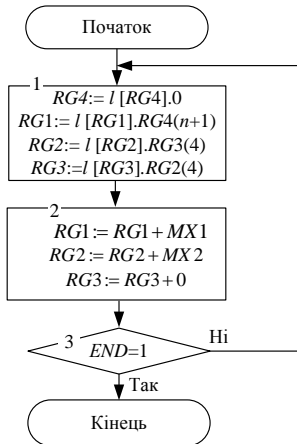 Початок
1
RG4:= l [RG4].0
RG1:= l [RG1].RG4(n+1)
RG2:= l [RG2].RG3(4)
RG3:=l [RG3].RG2(4)
2
RG1:= RG1+MX1
RG2:= RG2+MX2
RG3:= RG3+0
3
END=1
Ні
Так
Кінець